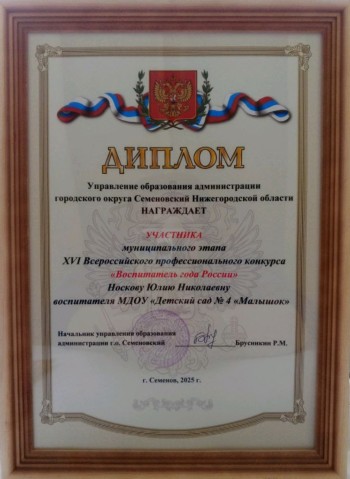 ДИПЛОМ
Управление образования администрации
городского округа Семеновский Нижегородской области
НАГРАЖДАЕТ
УЧАСТНИКА
муниципального этапа
XVI Всероссийского профессионального конкурса
«Воспитатель года России»
Носкову Юлию Николаевну
воспитателя МДОУ «Детский сад № 4 «Малышок»
Начальник управления образования
администрации г.о. Семеновский Брусникин Р.М.
г. Семенов, 2025 г.